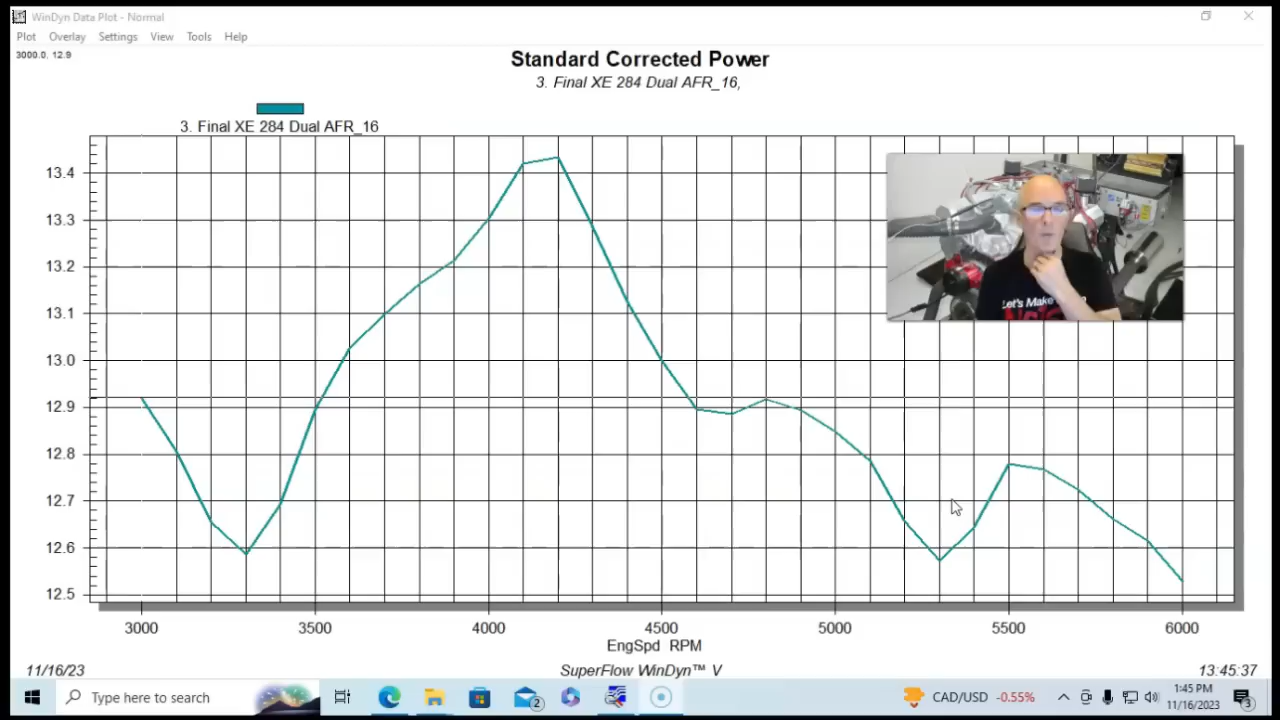 WinDyn Data Plot - Normal
Plot Overlay Settings View Tools Help
3000.0, 12.9
Standard Corrected Power
3. Final XE 284 Dual AFR_16,
3. Final XE 284 Dual AFR_16
13.4
13.3
13.2
13.1
13.0
12.9
12.8
12.7
12.6
12.5
Let's Make
3000 3500 4000 4500 5000 5500 6000
EngSpd RPM
11/16/23 SuperFlow WinDyn™ V 13:45:37
Type here to search
2
CAD/USD -0.55%
1:45 PM
11/16/2023
3